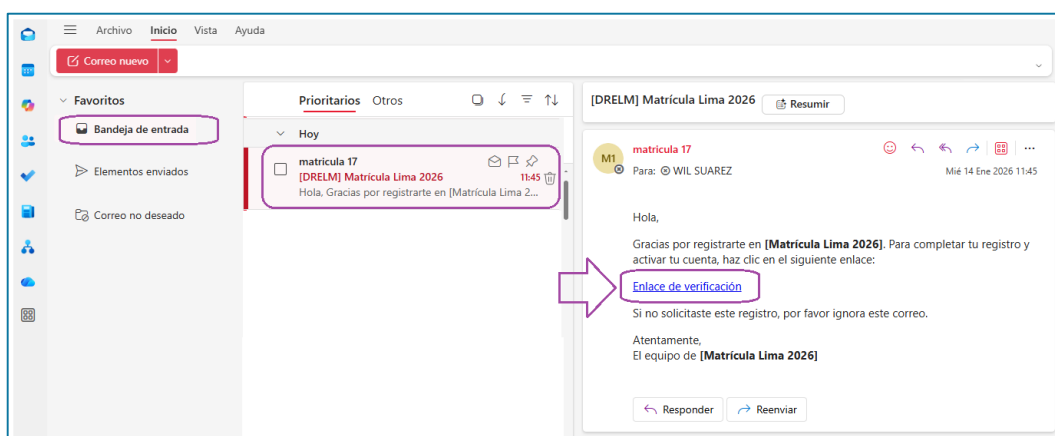 Archivo Inicio Vista Ayuda
Correo nuevo
Favoritos
Bandeja de entrada
Elementos enviados
Correo no deseado
Prioritarios Otros
Hoy
matricula 17
[DRELM] Matrícula Lima 2026 11:45
Hola, Gracias por registrarte en [Matrícula Lima 2...
[DRELM] Matrícula Lima 2026 Resumir
M1
matricula 17
Para: WIL SUAREZ Mié 14 Ene 2026 11:45
Hola,
Gracias por registrarte en [Matrícula Lima 2026]. Para completar tu registro y
activar tu cuenta, haz clic en el siguiente enlace:
Enlace de verificación
Si no solicitaste este registro, por favor ignora este correo.
Atentamente,
El equipo de [Matrícula Lima 2026]
Responder Reenviar